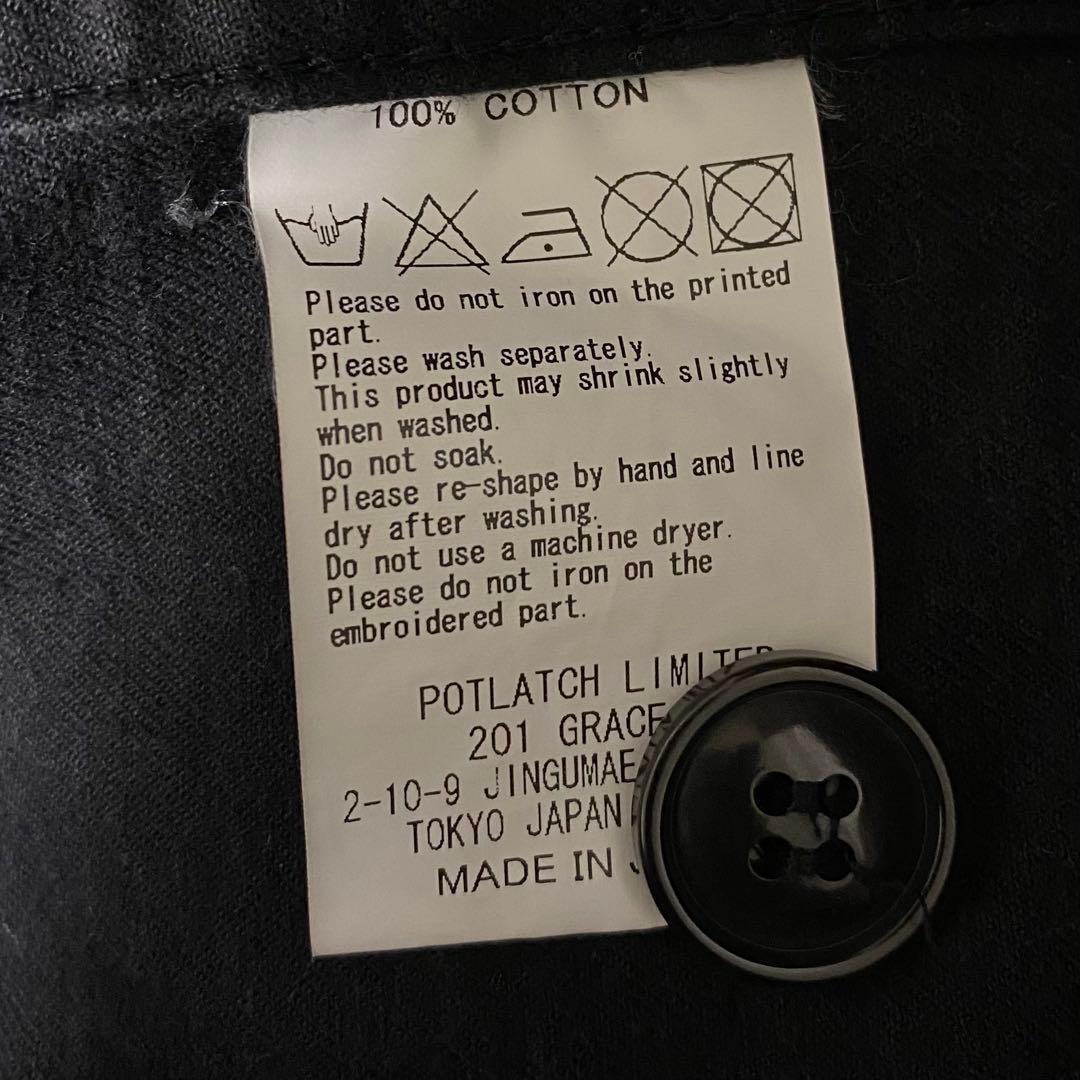 100% COTTON
Please do not iron on the printed
part.
Please wash separately.
This product may shrink slightly
when washed.
Do not soak.
Please re-shape by hand and line
dry after washing.
Do not use a machine dryer.
Please do not iron on the
embroidered part.
POTLATCH LIMITED
201 GRACE
2-10-9 JINGUMAE
TOKYO JAPAN
MADE IN